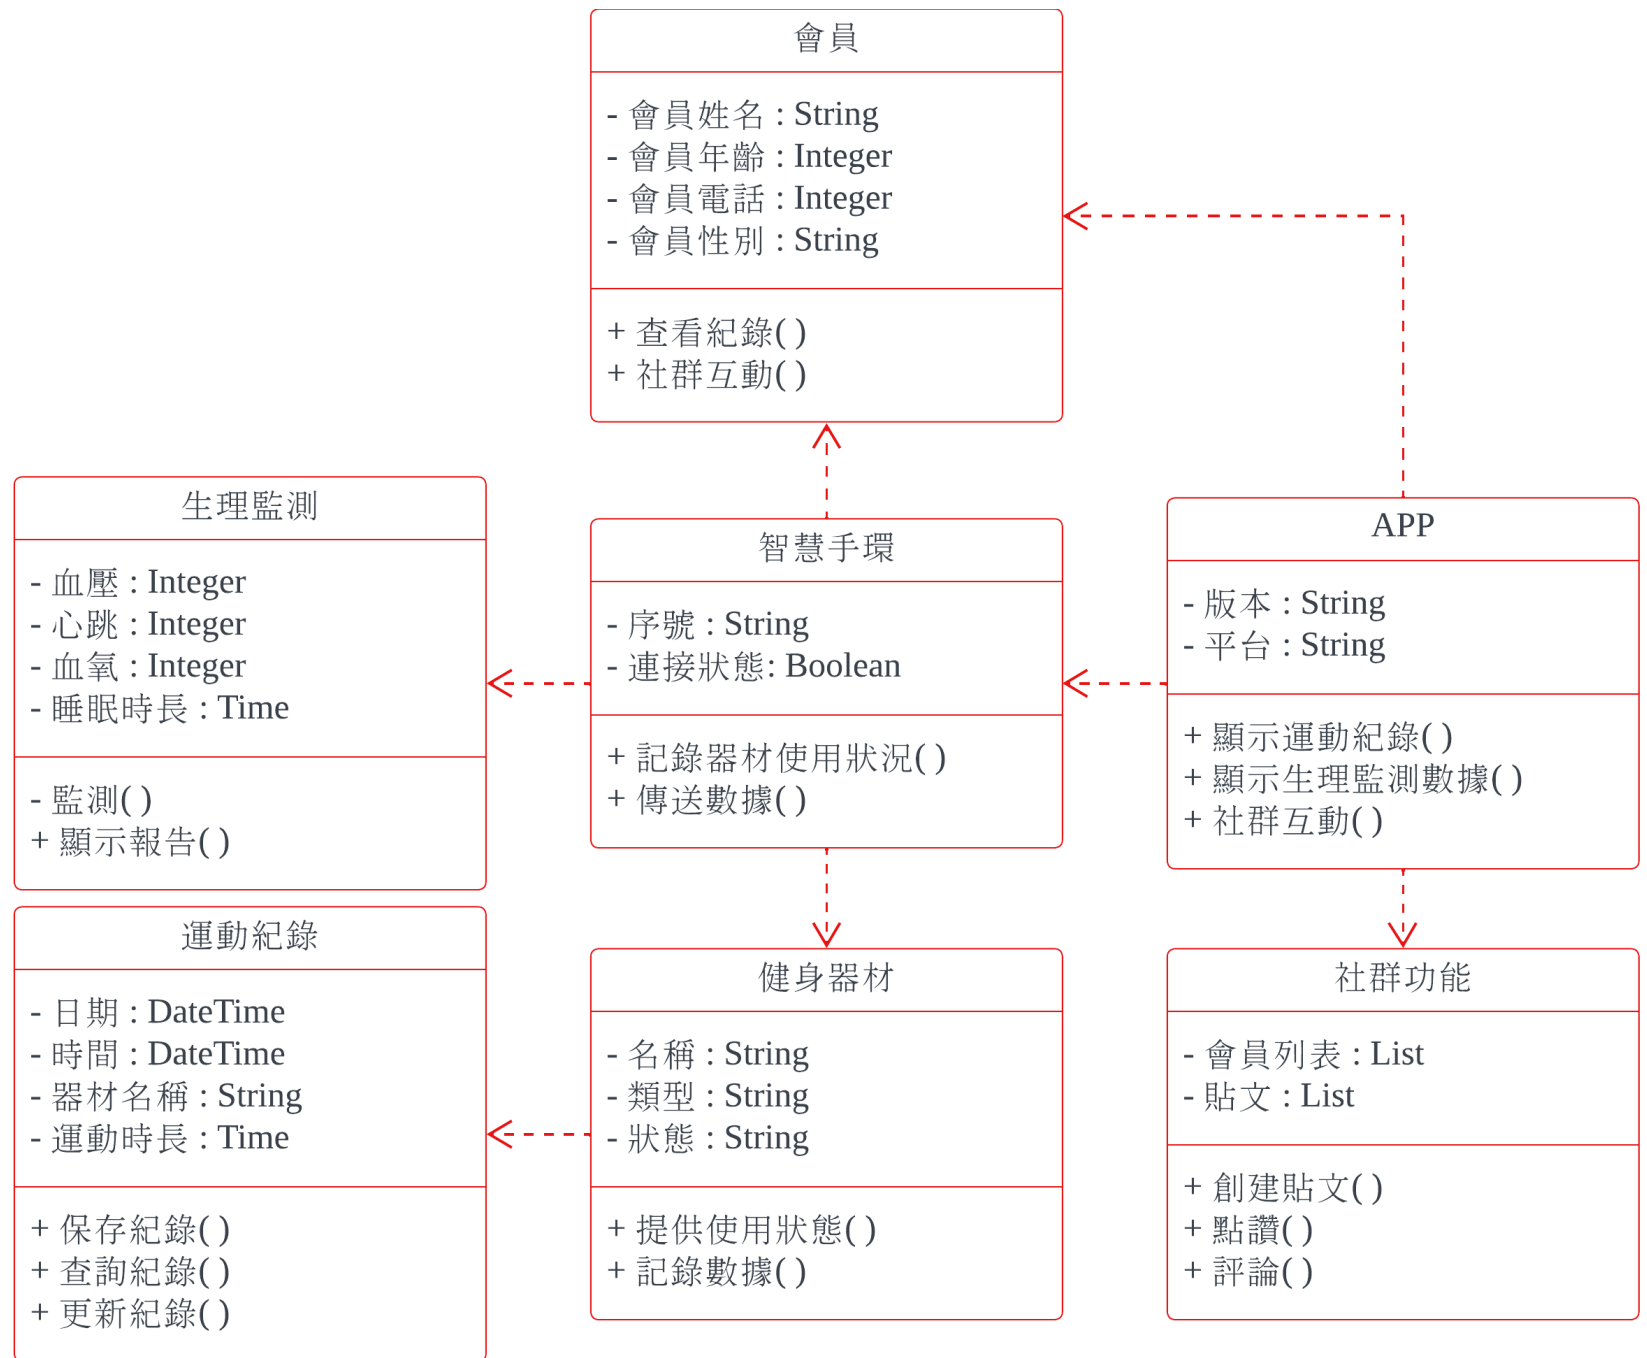 會員
- 會員姓名 : String
- 會員年齡 : Integer
- 會員電話 : Integer
- 會員性別 : String
+ 查看紀錄( )
+ 社群互動( )
生理監測
- 血壓 : Integer
- 心跳 : Integer
- 血氧 : Integer
- 睡眠時長 : Time
- 監測( )
+ 顯示報告( )
智慧手環
- 序號 : String
- 連接狀態: Boolean
+ 記錄器材使用狀況( )
+ 傳送數據( )
APP
- 版本 : String
- 平台 : String
+ 顯示運動紀錄( )
+ 顯示生理監測數據( )
+ 社群互動( )
運動紀錄
- 日期 : DateTime
- 時間 : DateTime
- 器材名稱 : String
- 運動時長 : Time
+ 保存紀錄( )
+ 查詢紀錄( )
+ 更新紀錄( )
健身器材
- 名稱 : String
- 類型 : String
- 狀態 : String
+ 提供使用狀態( )
+ 記錄數據( )
社群功能
- 會員列表 : List
- 貼文 : List
+ 創建貼文( )
+ 點讚( )
+ 評論( )